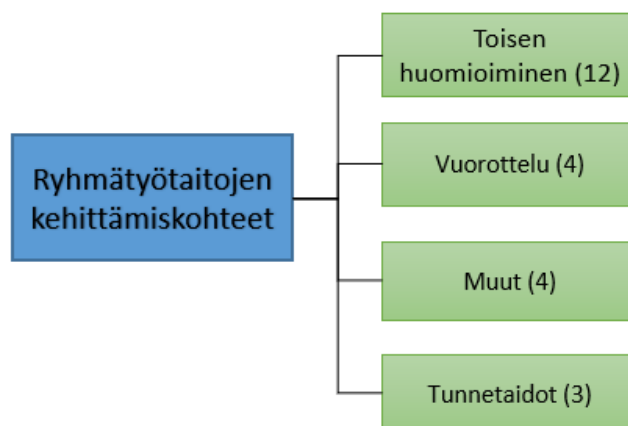 Ryhmätyötaitojen
kehittämiskohteet
Toisen
huomioiminen (12)
Vuorottelu (4)
Muut (4)
Tunnetaidot (3)